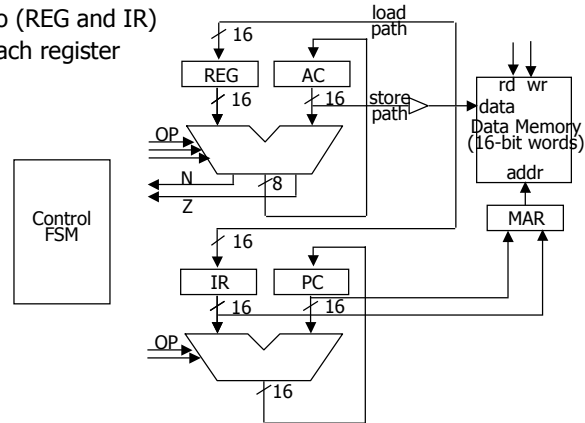 o (REG and IR)
ach register
load
path
16
REG
AC
16
16
store
path
rd wr
data
Data Memory
(16-bit words)
addr
MAR
OP
8
N
Z
Control
FSM
16
IR
PC
16
16
OP
16